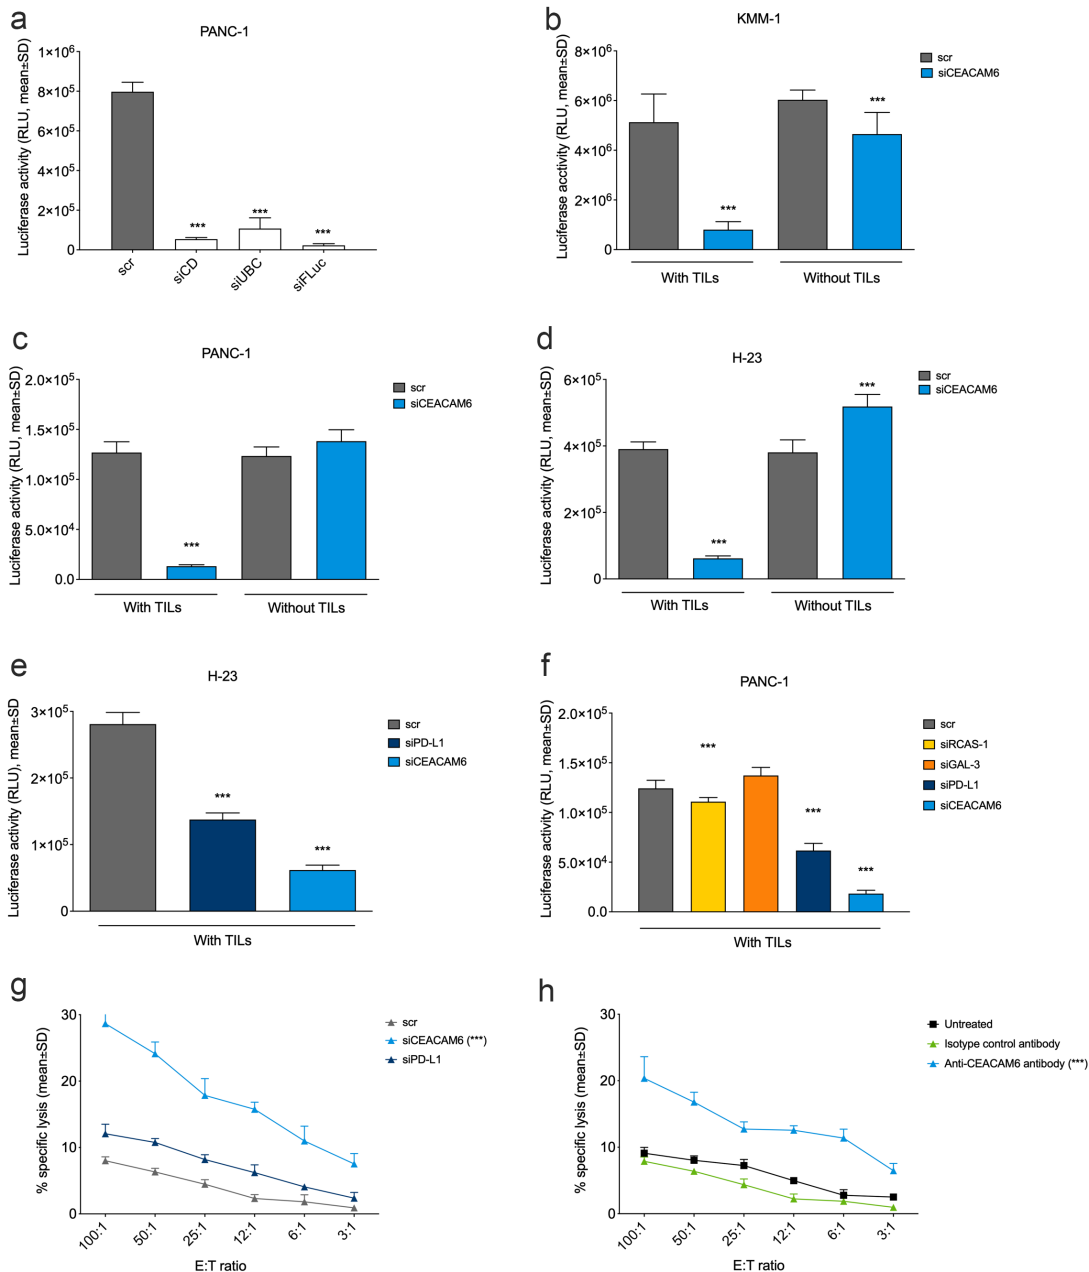 a
PANC-1
Luciferase activity (RLU, mean±SD)
1×10⁶
8×10⁵
6×10⁵
4×10⁵
2×10⁵
0
***
***
***
scr
siCD
siUBC
siFLuc
b
KMM-1
Luciferase acctivity (RLU, mean±SD)
8×10⁶
6×10⁶
4×10⁶
2×10⁶
0
***
***
With TILs
Without TILs
scr
siCEACAM6
c
PANC-1
Luciferase activity (RLU, mean±SD)
2.0×10⁵
1.5×10⁵
1.0×10⁵
5.0×10⁴
0.0
***
With TILs
Without TILs
scr
siCEACAM6
d
H-23
Luciferase activity (RLU, mean±SD)
6×10⁵
4×10⁵
2×10⁵
0
***
***
With TILs
Without TILs
scr
siCEACAM6
e
H-23
Luciferase activity (RLU), mean±SD
3×10⁵
2×10⁵
1×10⁵
0
***
***
With TILs
scr
siPD-L1
siCEACAM6
f
PANC-1
Luciferase activity (RLU, mean±SD)
2.0×10⁵
1.5×10⁵
1.0×10⁵
5.0×10⁴
0.0
***
***
***
With TILs
scr
siRCAS-1
siGAL-3
siPD-L1
siCEACAM6
g
% specific lysis (mean±SD)
30
20
10
0
100:1
50:1
25:1
12:1
6:1
3:1
E:T ratio
scr
siCEACAM6 (***)
siPD-L1
h
% specific lysis (mean±SD)
30
20
10
0
100:1
50:1
25:1
12:1
6:1
3:1
E:T ratio
Untreated
Isotype control antibody
Anti-CEACAM6 antibody (***)